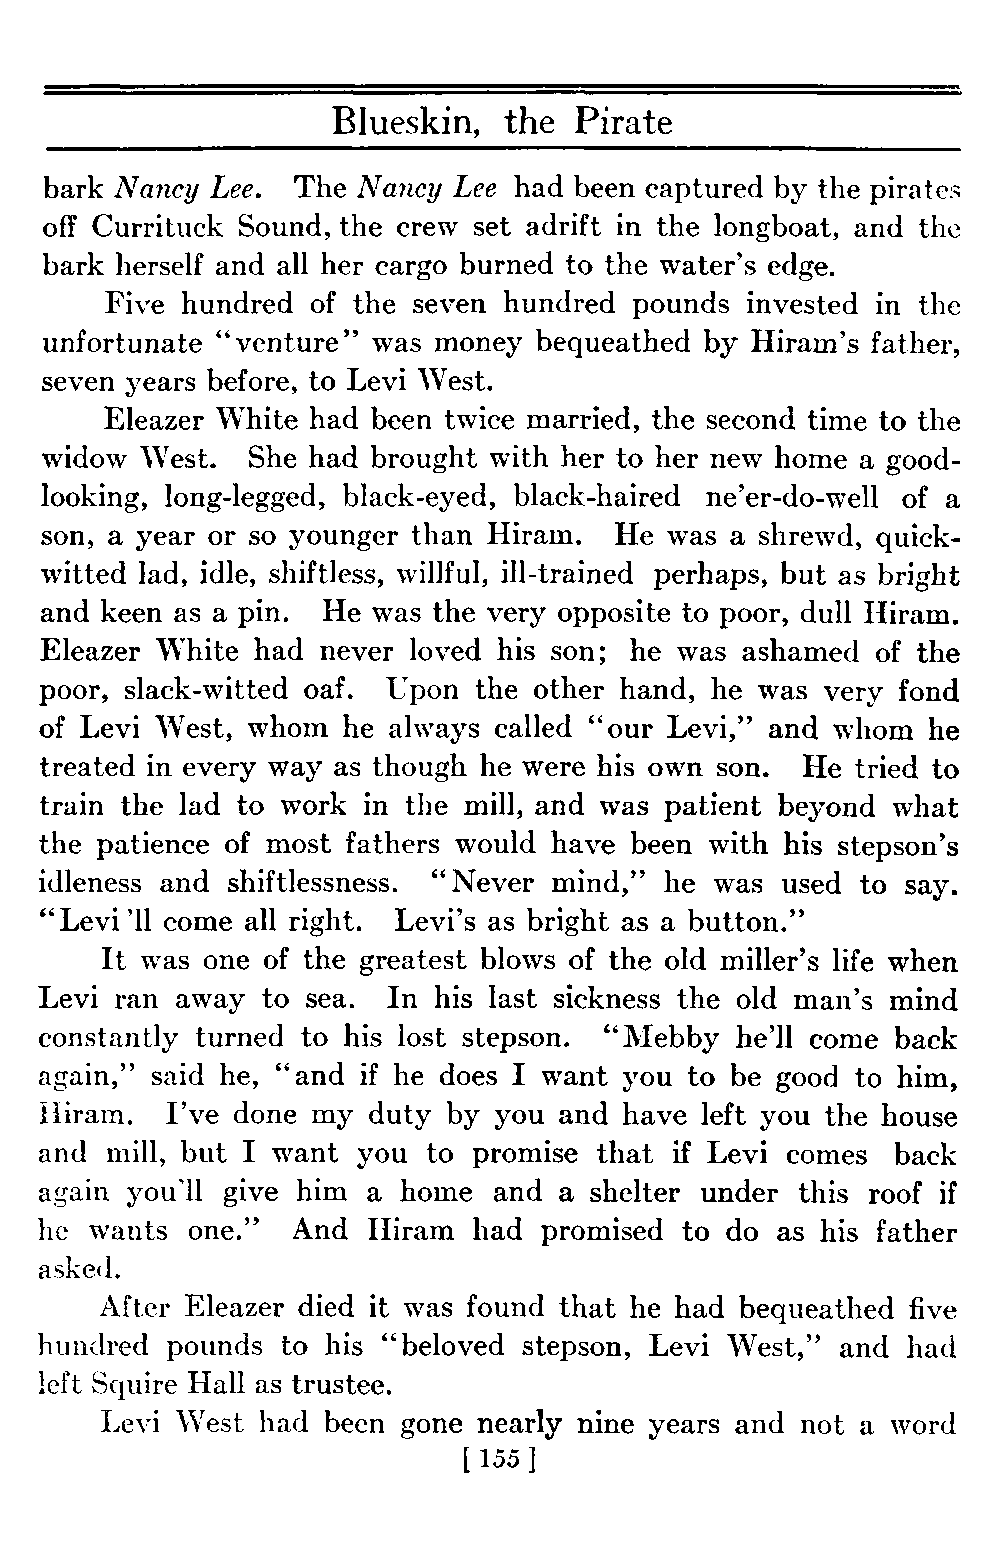 Blueskin, the Pirate
bark Nancy Lee. The Nancy Lee had been captured by the pirates
off Currituck Sound, the crew set adrift in the longboat, and the
bark herself and all her cargo burned to the water's edge.
Five hundred of the seven hundred pounds invested in the
unfortunate “venture” was money bequeathed by Hiram's father,
seven years before, to Levi West.
Eleazer White had been twice married, the second time to the
widow West. She had brought with her to her new home a good-
looking, long-legged, black-eyed, black-haired ne'er-do-well of a
son, a year or so younger than Hiram. He was a shrewd, quick-
witted lad, idle, shiftless, willful, ill-trained perhaps, but as bright
and keen as a pin. He was the very opposite to poor, dull Hiram.
Eleazer White had never loved his son; he was ashamed of the
poor, slack-witted oaf. Upon the other hand, he was very fond
of Levi West, whom he always called “our Levi,” and whom he
treated in every way as though he were his own son. He tried to
train the lad to work in the mill, and was patient beyond what
the patience of most fathers would have been with his stepson's
idleness and shiftlessness. “Never mind,” he was used to say.
“Levi 'll come all right. Levi's as bright as a button.”
It was one of the greatest blows of the old miller's life when
Levi ran away to sea. In his last sickness the old man's mind
constantly turned to his lost stepson. “Mebby he'll come back
again,” said he, “and if he does I want you to be good to him,
Hiram. I've done my duty by you and have left you the house
and mill, but I want you to promise that if Levi comes back
again you'll give him a home and a shelter under this roof if
he wants one.” And Hiram had promised to do as his father
asked.
After Eleazer died it was found that he had bequeathed five
hundred pounds to his “beloved stepson, Levi West,” and had
left Squire Hall as trustee.
Levi West had been gone nearly nine years and not a word
[ 155 ]